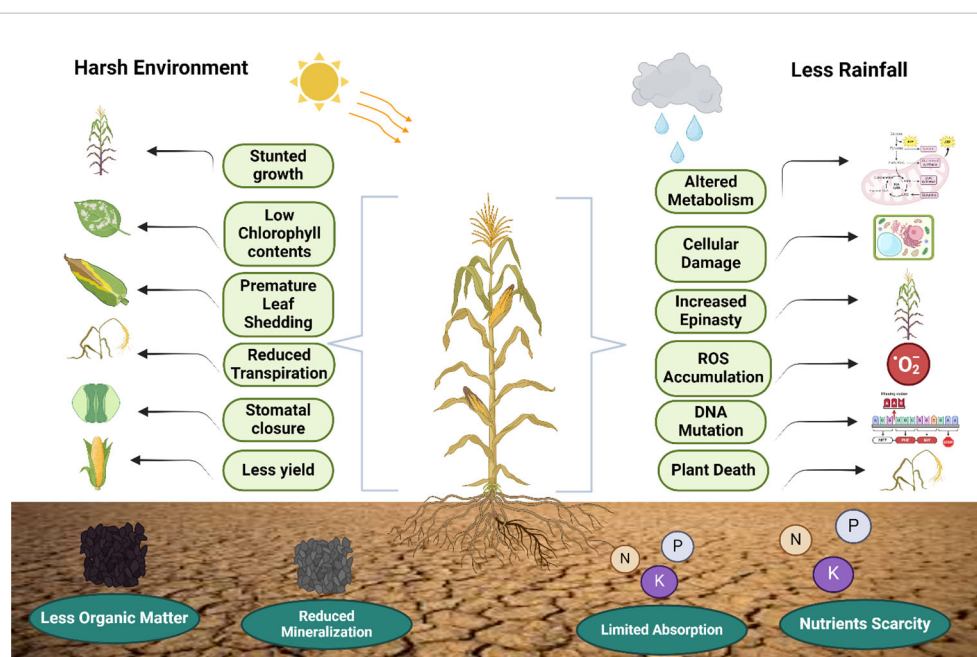 Harsh Environment
Less Rainfall
Stunted
growth
Low
Chlorophyll
contents
Premature
Leaf
Shedding
Reduced
Transpiration
Stomatal
closure
Less yield
Altered
Metabolism
Cellular
Damage
Increased
Epinasty
ROS
Accumulation
•O₂⁻
DNA
Mutation
Plant Death
N
P
K
N
P
K
Less Organic Matter
Reduced
Mineralization
Limited Absorption
Nutrients Scarcity